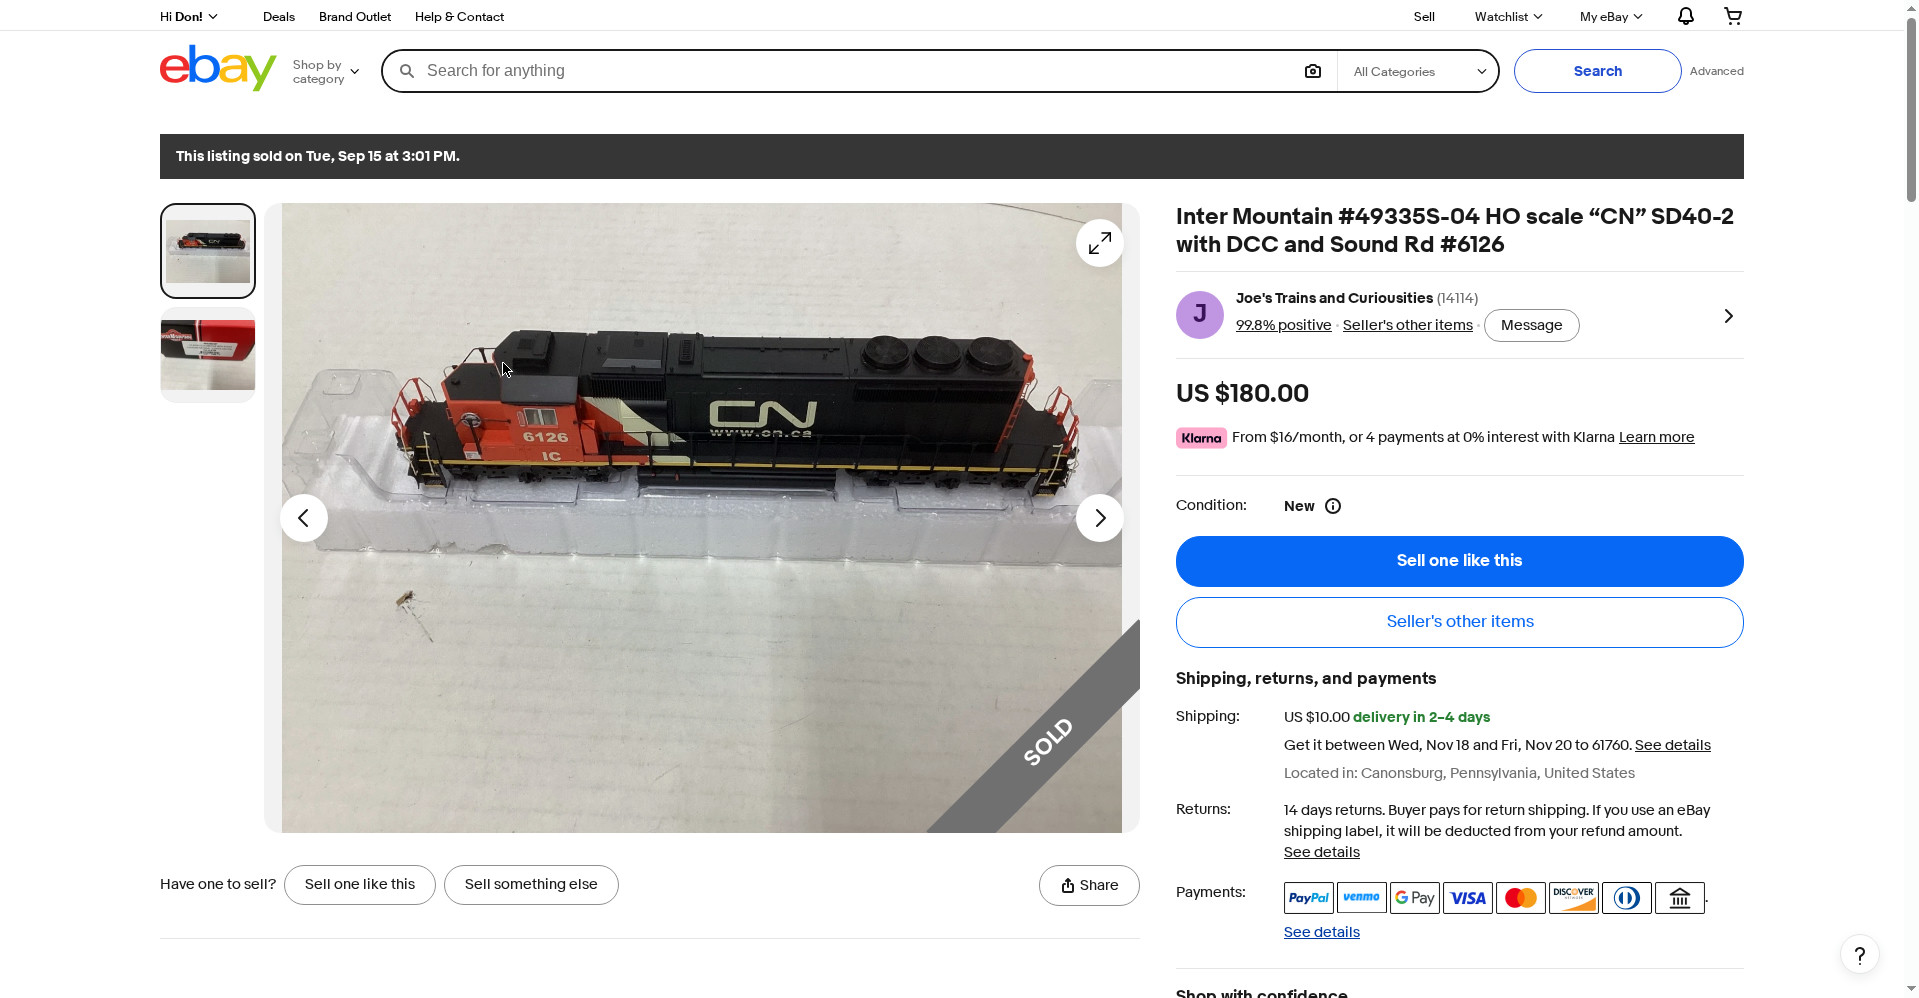 Hi Don!
Deals
Brand Outlet
Help & Contact
Sell
Watchlist
My eBay
ebay
Shop by
category
Search for anything
All Categories
Search
Advanced
This listing sold on Tue, Sep 15 at 3:01 PM.
CN
www.cn.ca
6126
IC
SOLD
Have one to sell?
Sell one like this
Sell something else
Share
Inter Mountain #49335S-04 HO scale “CN” SD40-2
with DCC and Sound Rd #6126
J
Joe's Trains and Curiousities (14114)
99.8% positive · Seller's other items · Message
US $180.00
Klarna From $16/month, or 4 payments at 0% interest with Klarna Learn more
Condition: New
Sell one like this
Seller's other items
Shipping, returns, and payments
Shipping: US $10.00 delivery in 2–4 days
Get it between Wed, Nov 18 and Fri, Nov 20 to 61760. See details
Located in: Canonsburg, Pennsylvania, United States
Returns: 14 days returns. Buyer pays for return shipping. If you use an eBay
shipping label, it will be deducted from your refund amount.
See details
Payments: PayPal venmo G Pay VISA DISCOVER .
See details
?
Shop with confidence